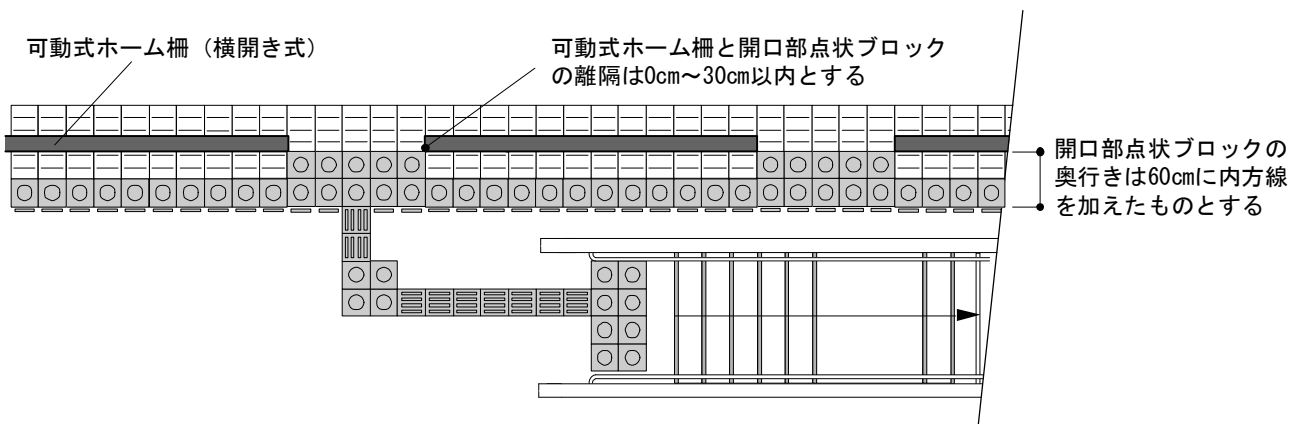 可動式ホーム柵（横開き式）
可動式ホーム柵と開口部点状ブロック
の離隔は0cm～30cm以内とする
開口部点状ブロックの
奥行きは60cmに内方線
を加えたものとする